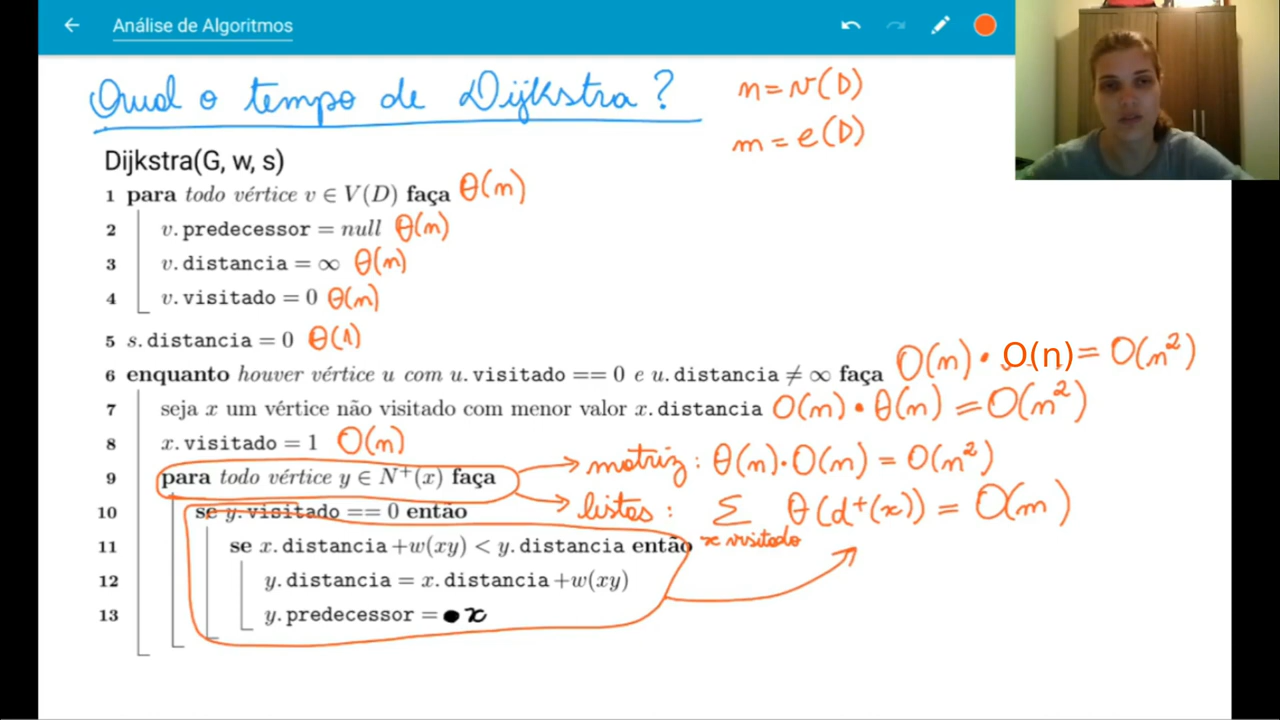 Análise de Algoritmos
Qual o tempo de Dijkstra?
n = v(D)
m = e(D)
Dijkstra(G, w, s)
1 para todo vértice v ∈ V(D) faça Θ(n)
2 v.predecessor = null Θ(n)
3 v.distancia = ∞ Θ(n)
4 v.visitado = 0 Θ(n)
5 s.distancia = 0 Θ(1)
6 enquanto houver vértice u com u.visitado == 0 e u.distancia ≠ ∞ faça O(n) · O(n) = O(n²)
7 seja x um vértice não visitado com menor valor x.distancia O(n) · Θ(n) = O(n²)
8 x.visitado = 1 O(n)
9 para todo vértice y ∈ N⁺(x) faça → matriz: Θ(n) · O(n) = O(n²)
10 se y.visitado == 0 então → listas: Σ Θ(d⁺(x)) = O(m)
x visitado
11 se x.distancia +w(xy) < y.distancia então
12 y.distancia = x.distancia +w(xy)
13 y.predecessor = x